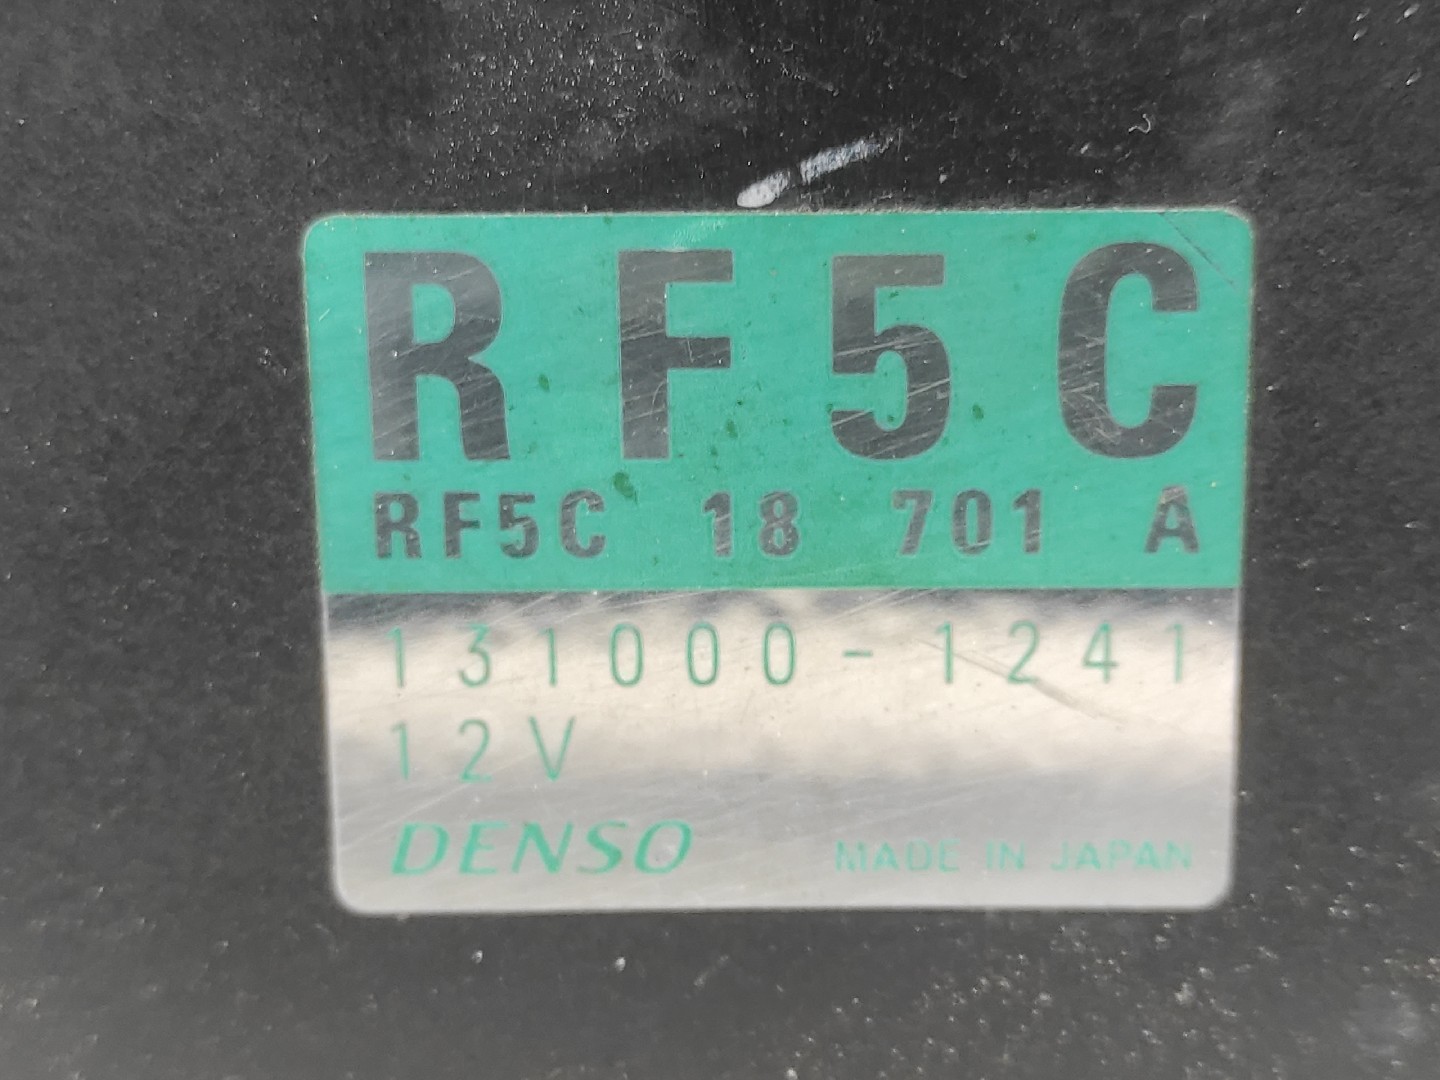 RF5C
RF5C 18 701 A
131000-1241
12V
DENSO MADE IN JAPAN